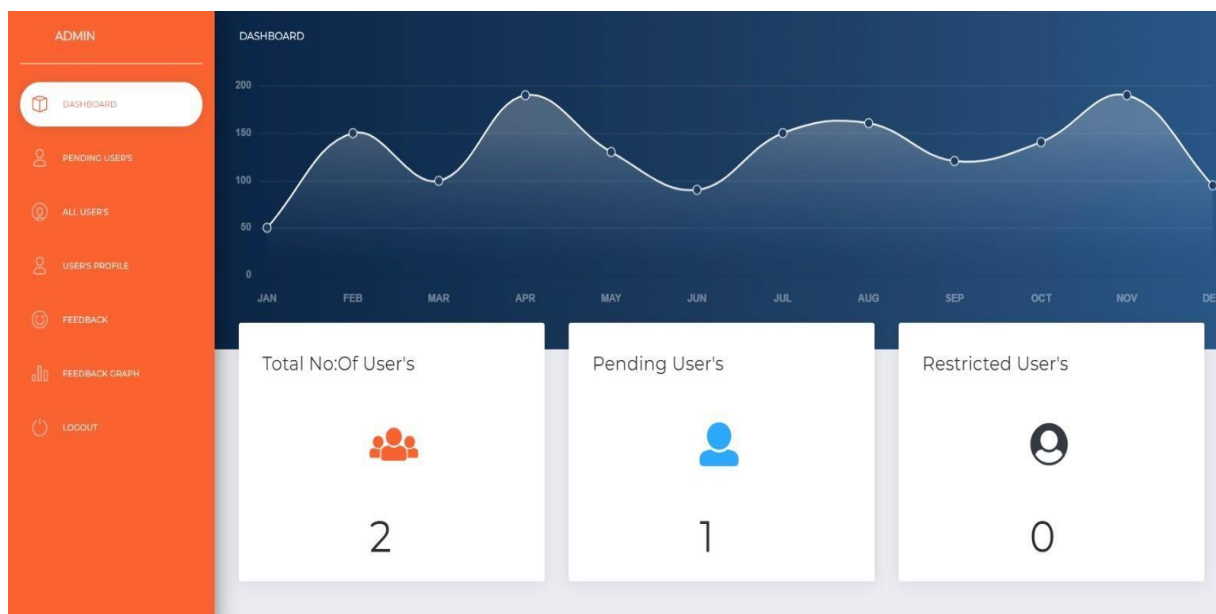 ADMIN
DASHBOARD
PENDING USER'S
ALL USER'S
USER'S PROFILE
FEEDBACK
FEEDBACK GRAPH
LOGOUT
DASHBOARD
200
150
100
50
0
JAN FEB MAR APR MAY JUN JUL AUG SEP OCT NOV DE
Total No:Of User's
2
Pending User's
1
Restricted User's
0